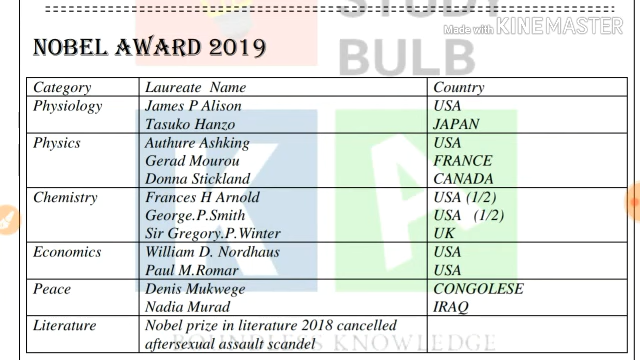 STUDY
Made with KINEMASTER
BULB
NOBEL AWARD 2019
Category Laureate Name Country
Physiology James P Alison USA
Tasuko Hanzo JAPAN
Physics Authure Ashking USA
Gerad Mourou FRANCE
Donna Stickland CANADA
Chemistry Frances H Arnold USA (1/2)
George.P.Smith USA (1/2)
Sir Gregory.P.Winter UK
Economics William D. Nordhaus USA
Paul M.Romar USA
Peace Denis Mukwege CONGOLESE
Nadia Murad IRAQ
Literature Nobel prize in literature 2018 cancelled
aftersexual assault scandel
KNOWLEDGE
KA